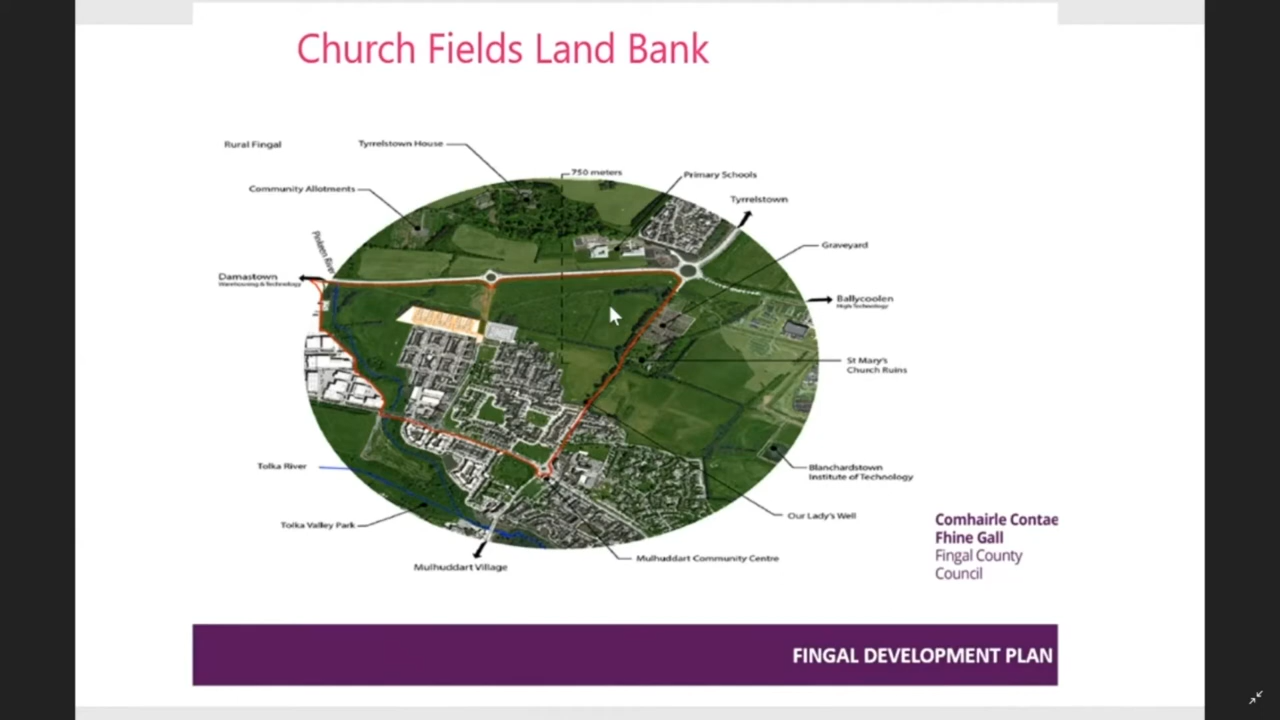 Church Fields Land Bank
Rural Fingal
Tyrrelstown House
750 meters
Primary Schools
Community Allotments
Tyrrelstown
Graveyard
Damastown
Warehousing & Technology
Ballycoolen
High Technology
St Mary's
Church Ruins
Tolka River
Blanchardstown
Institute of Technology
Our Lady's Well
Tolka Valley Park
Mulhuddart Community Centre
Mulhuddart Village
Comhairle Contae
Fhine Gall
Fingal County
Council
FINGAL DEVELOPMENT PLAN